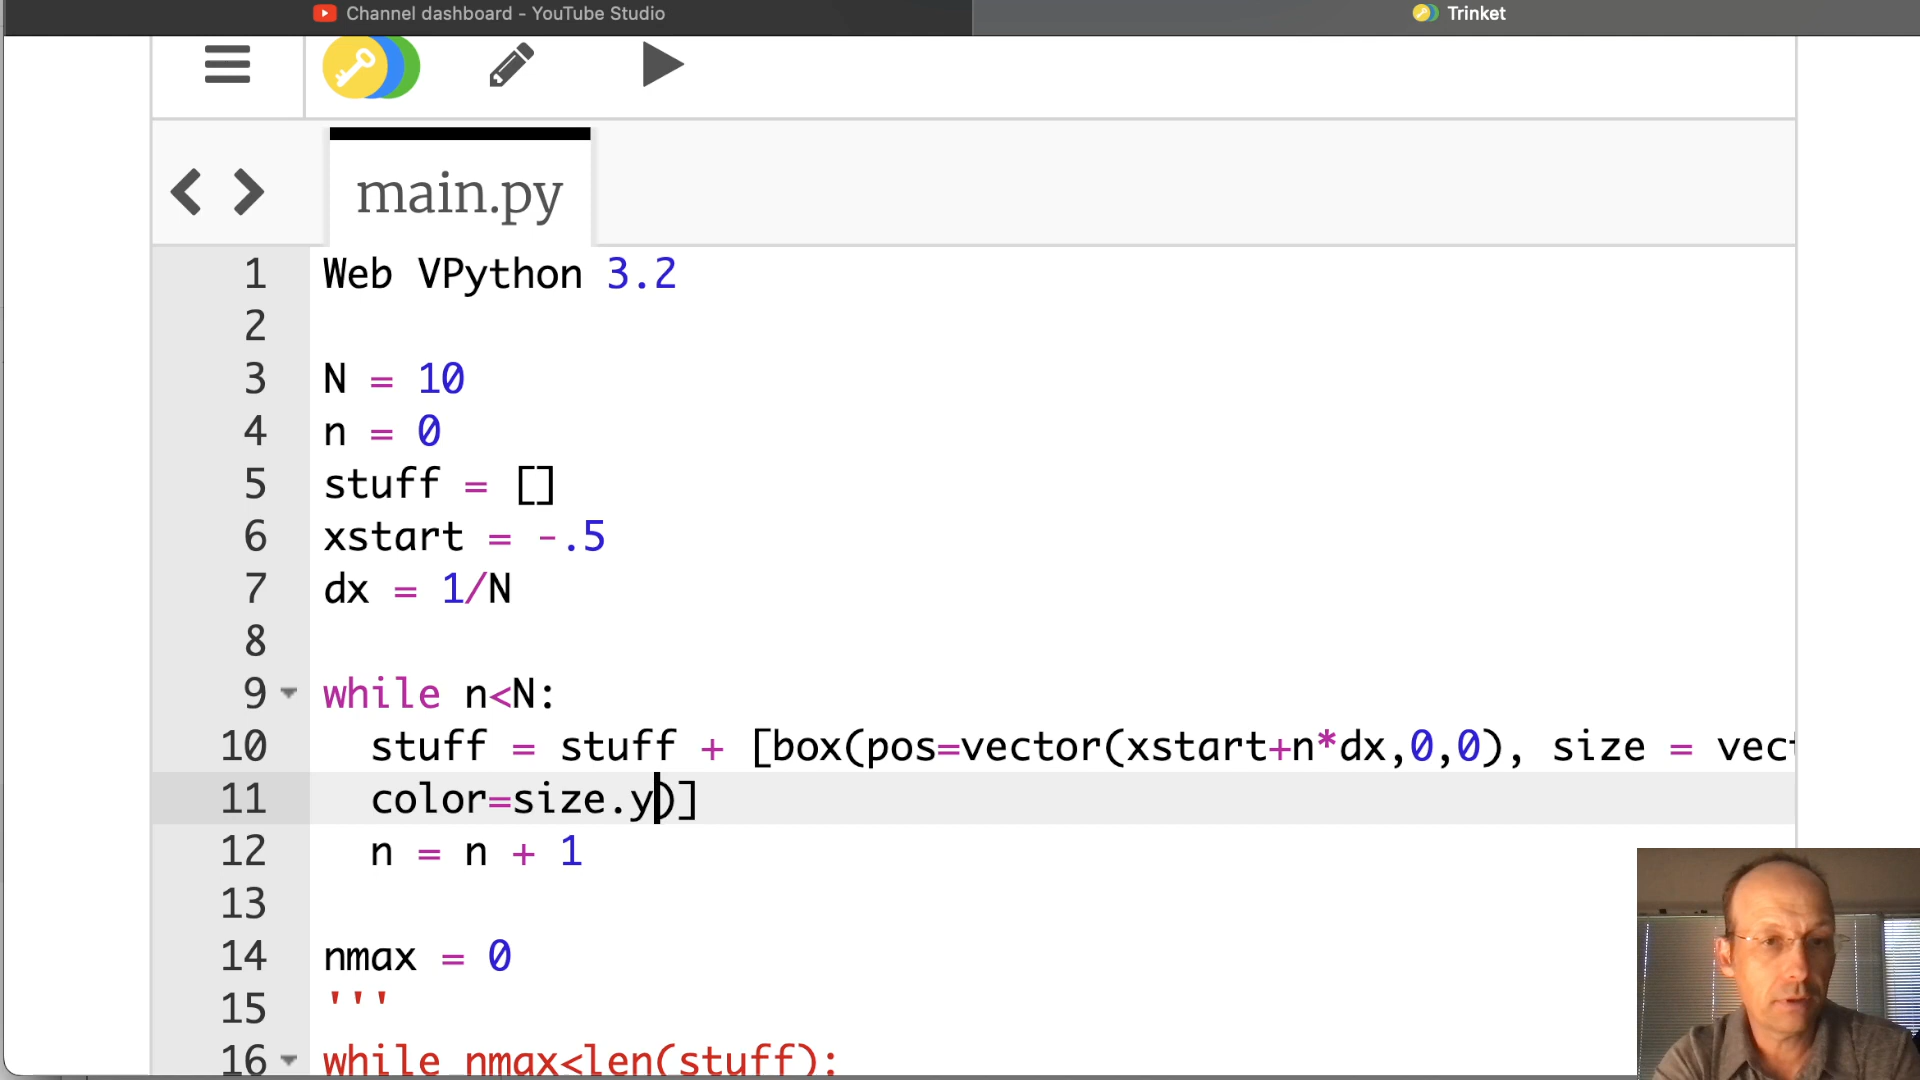 Channel dashboard - YouTube Studio
Trinket
main.py
1 Web VPython 3.2
2
3 N = 10
4 n = 0
5 stuff = []
6 xstart = -.5
7 dx = 1/N
8
9 while n<N:
10 stuff = stuff + [box(pos=vector(xstart+n*dx,0,0), size = vect
11 color=size.y)]
12 n = n + 1
13
14 nmax = 0
15 '''
16 while nmax<len(stuff):